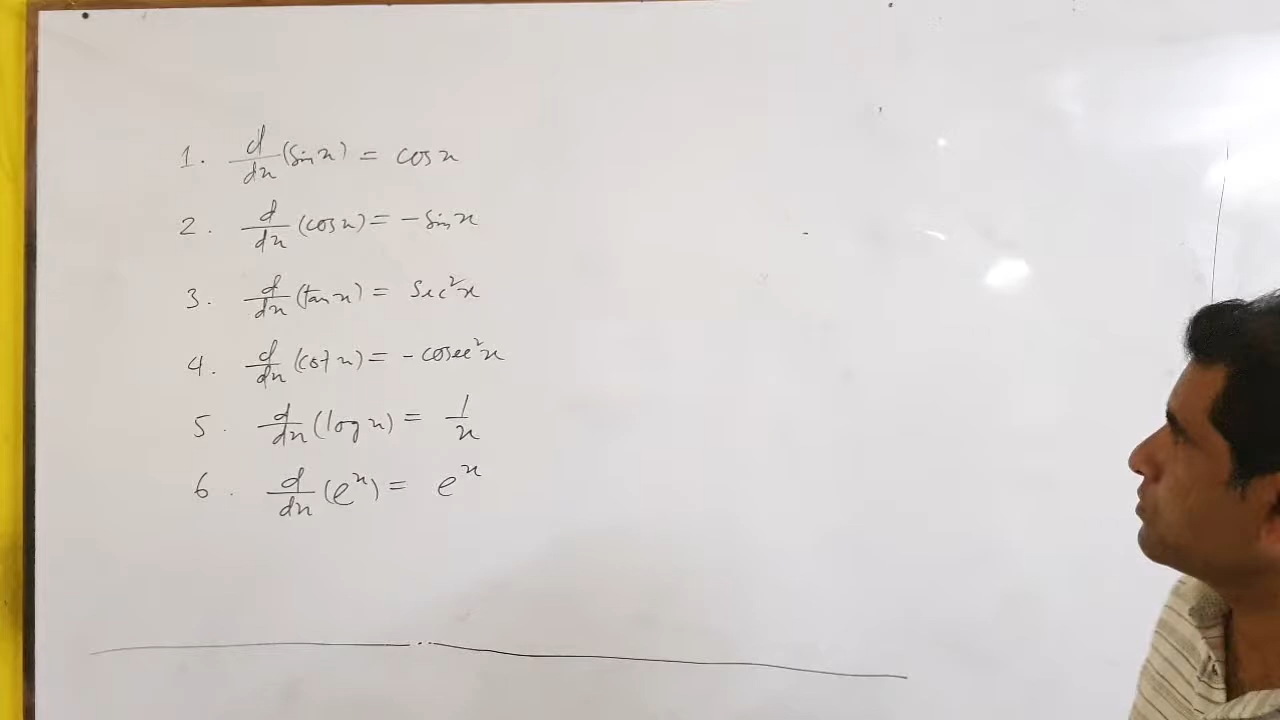 1. d/dx (sin x) = cos x
2. d/dx (cos x) = - sin x
3. d/dx (tan x) = sec²x
4. d/dx (cot x) = - cosec²x
5. d/dx (log x) = 1/x
6. d/dx (eˣ) = eˣ